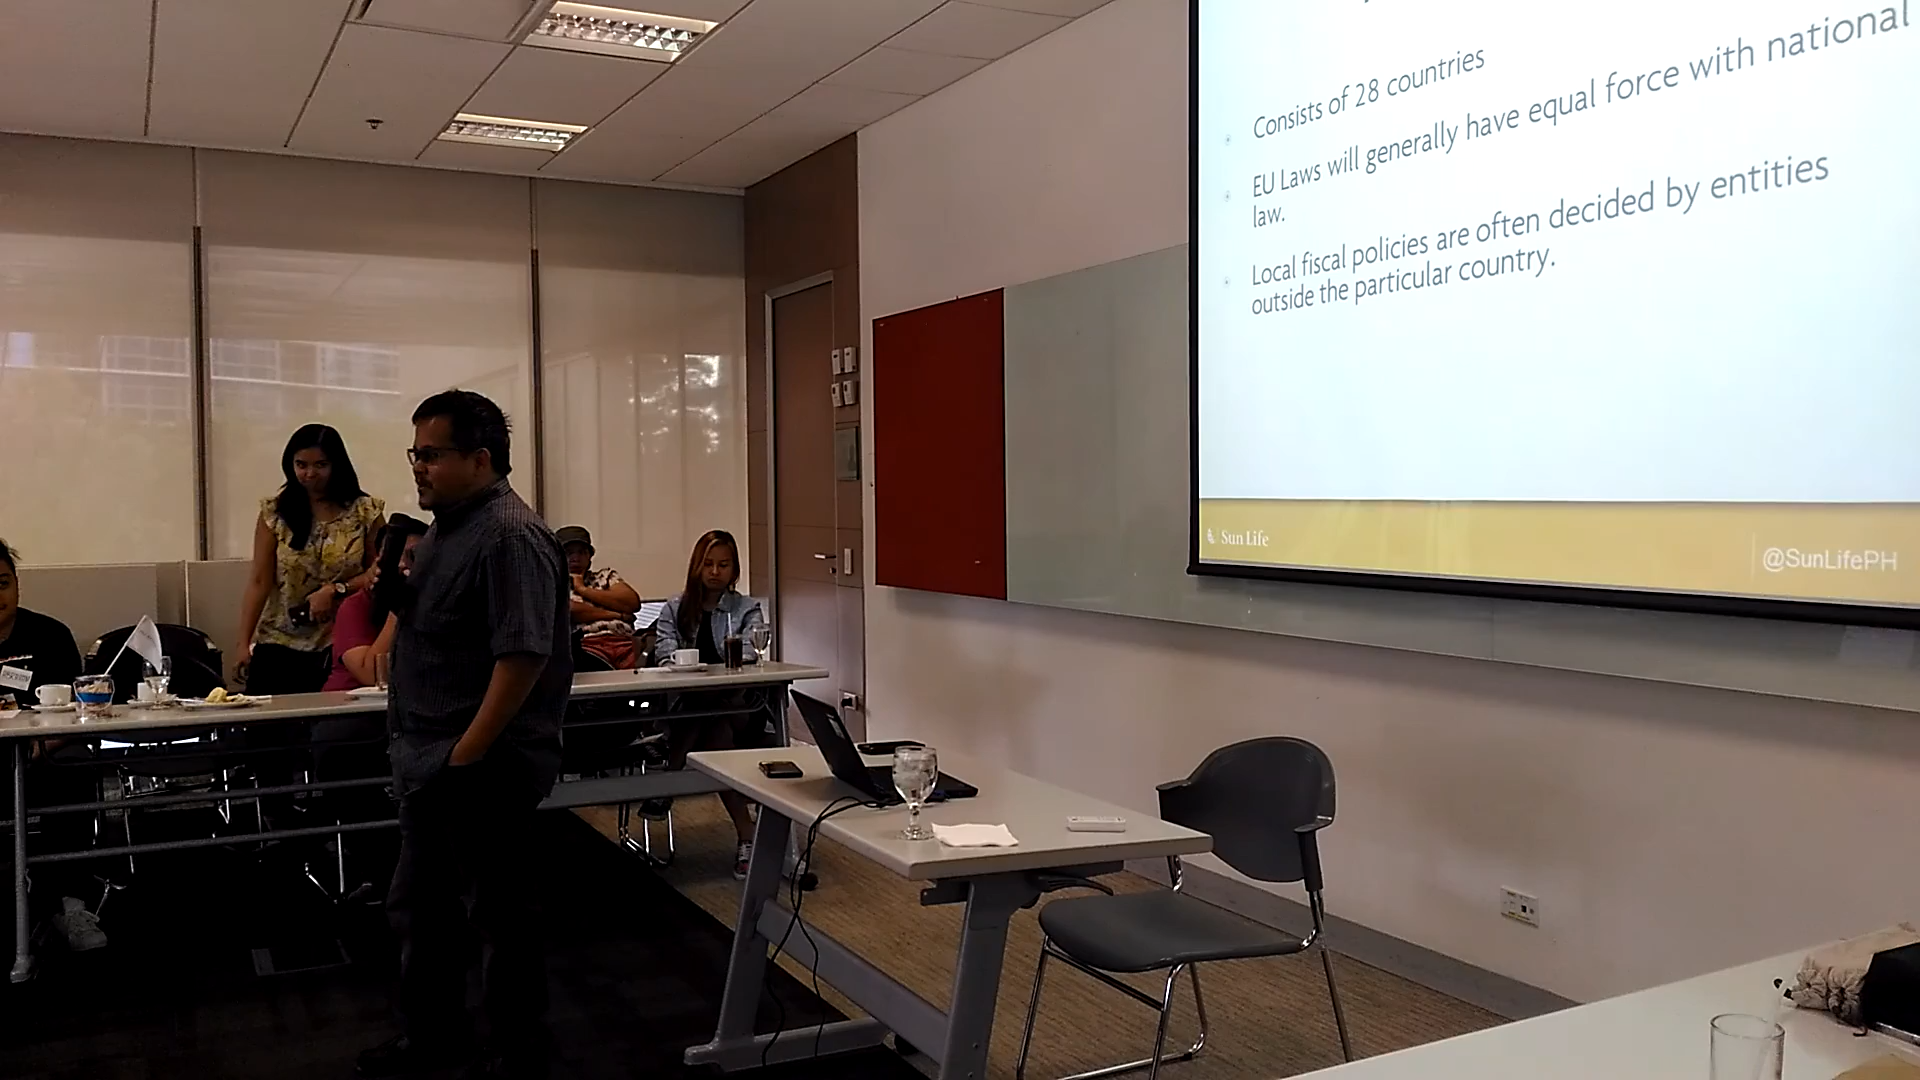 Consists of 28 countries
EU Laws will generally have equal force with national
law.
Local fiscal policies are often decided by entities
outside the particular country.
Sun Life
@SunLifePH